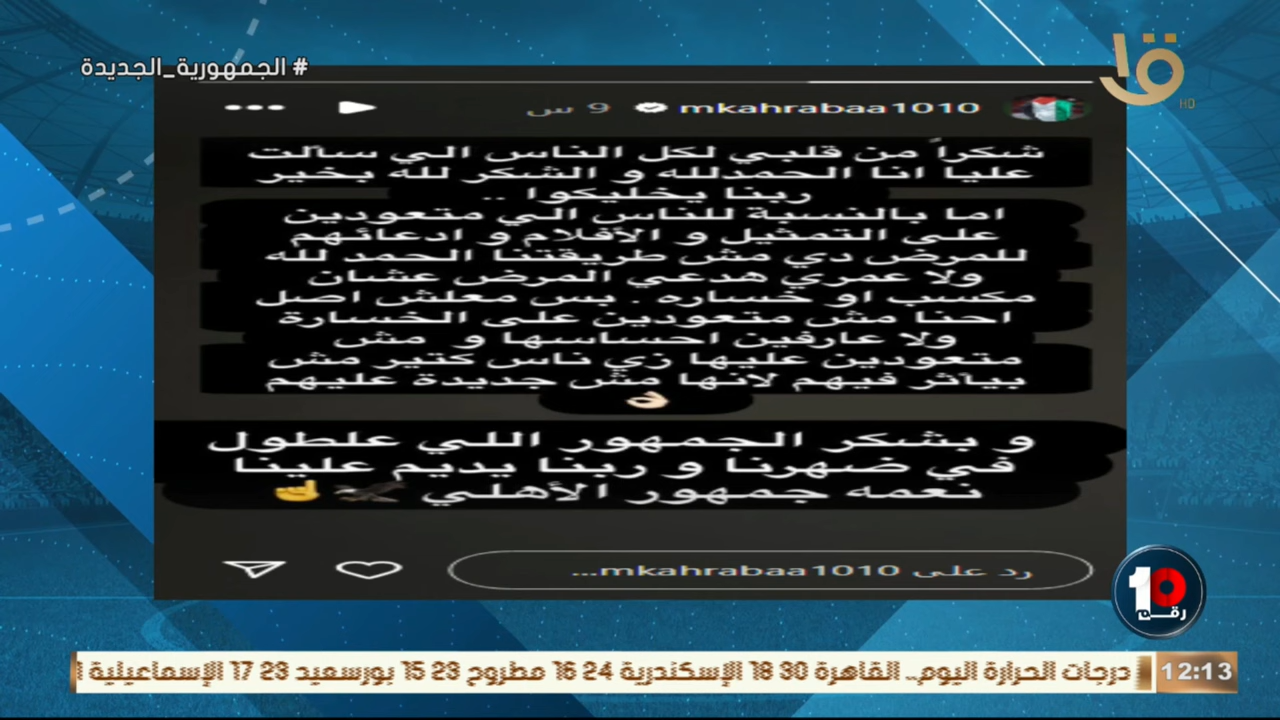 #الجمهورية_الجديدة
HD
mkahrabaa1010 9 س
شكراً من قلبي لكل الناس الي سألت
عليا انا الحمدلله و الشكر لله بخير
ربنا يخليكوا ..
اما بالنسبة للناس الي متعودين
على التمثيل و الأفلام و ادعائهم
للمرض دي مش طريقتنا الحمد لله
ولا عمري هدعي المرض عشان
مكسب او خساره . بس معلش اصل
احنا مش متعودين على الخسارة
ولا عارفين احساسها و مش
متعودين عليها زي ناس كتير مش
بيأثر فيهم لانها مش جديدة عليهم
👌🏻
و بشكر الجمهور اللي علطول
في ضهرنا و ربنا يديم علينا
نعمه جمهور الأهلي 🦅☝️
رد على mkahrabaa1010...
رقم 10
12:13 درجات الحرارة اليوم.. القاهرة 30 18 الإسكندرية 24 16 مطروح 23 15 بورسعيد 23 17 الإسماعيلية